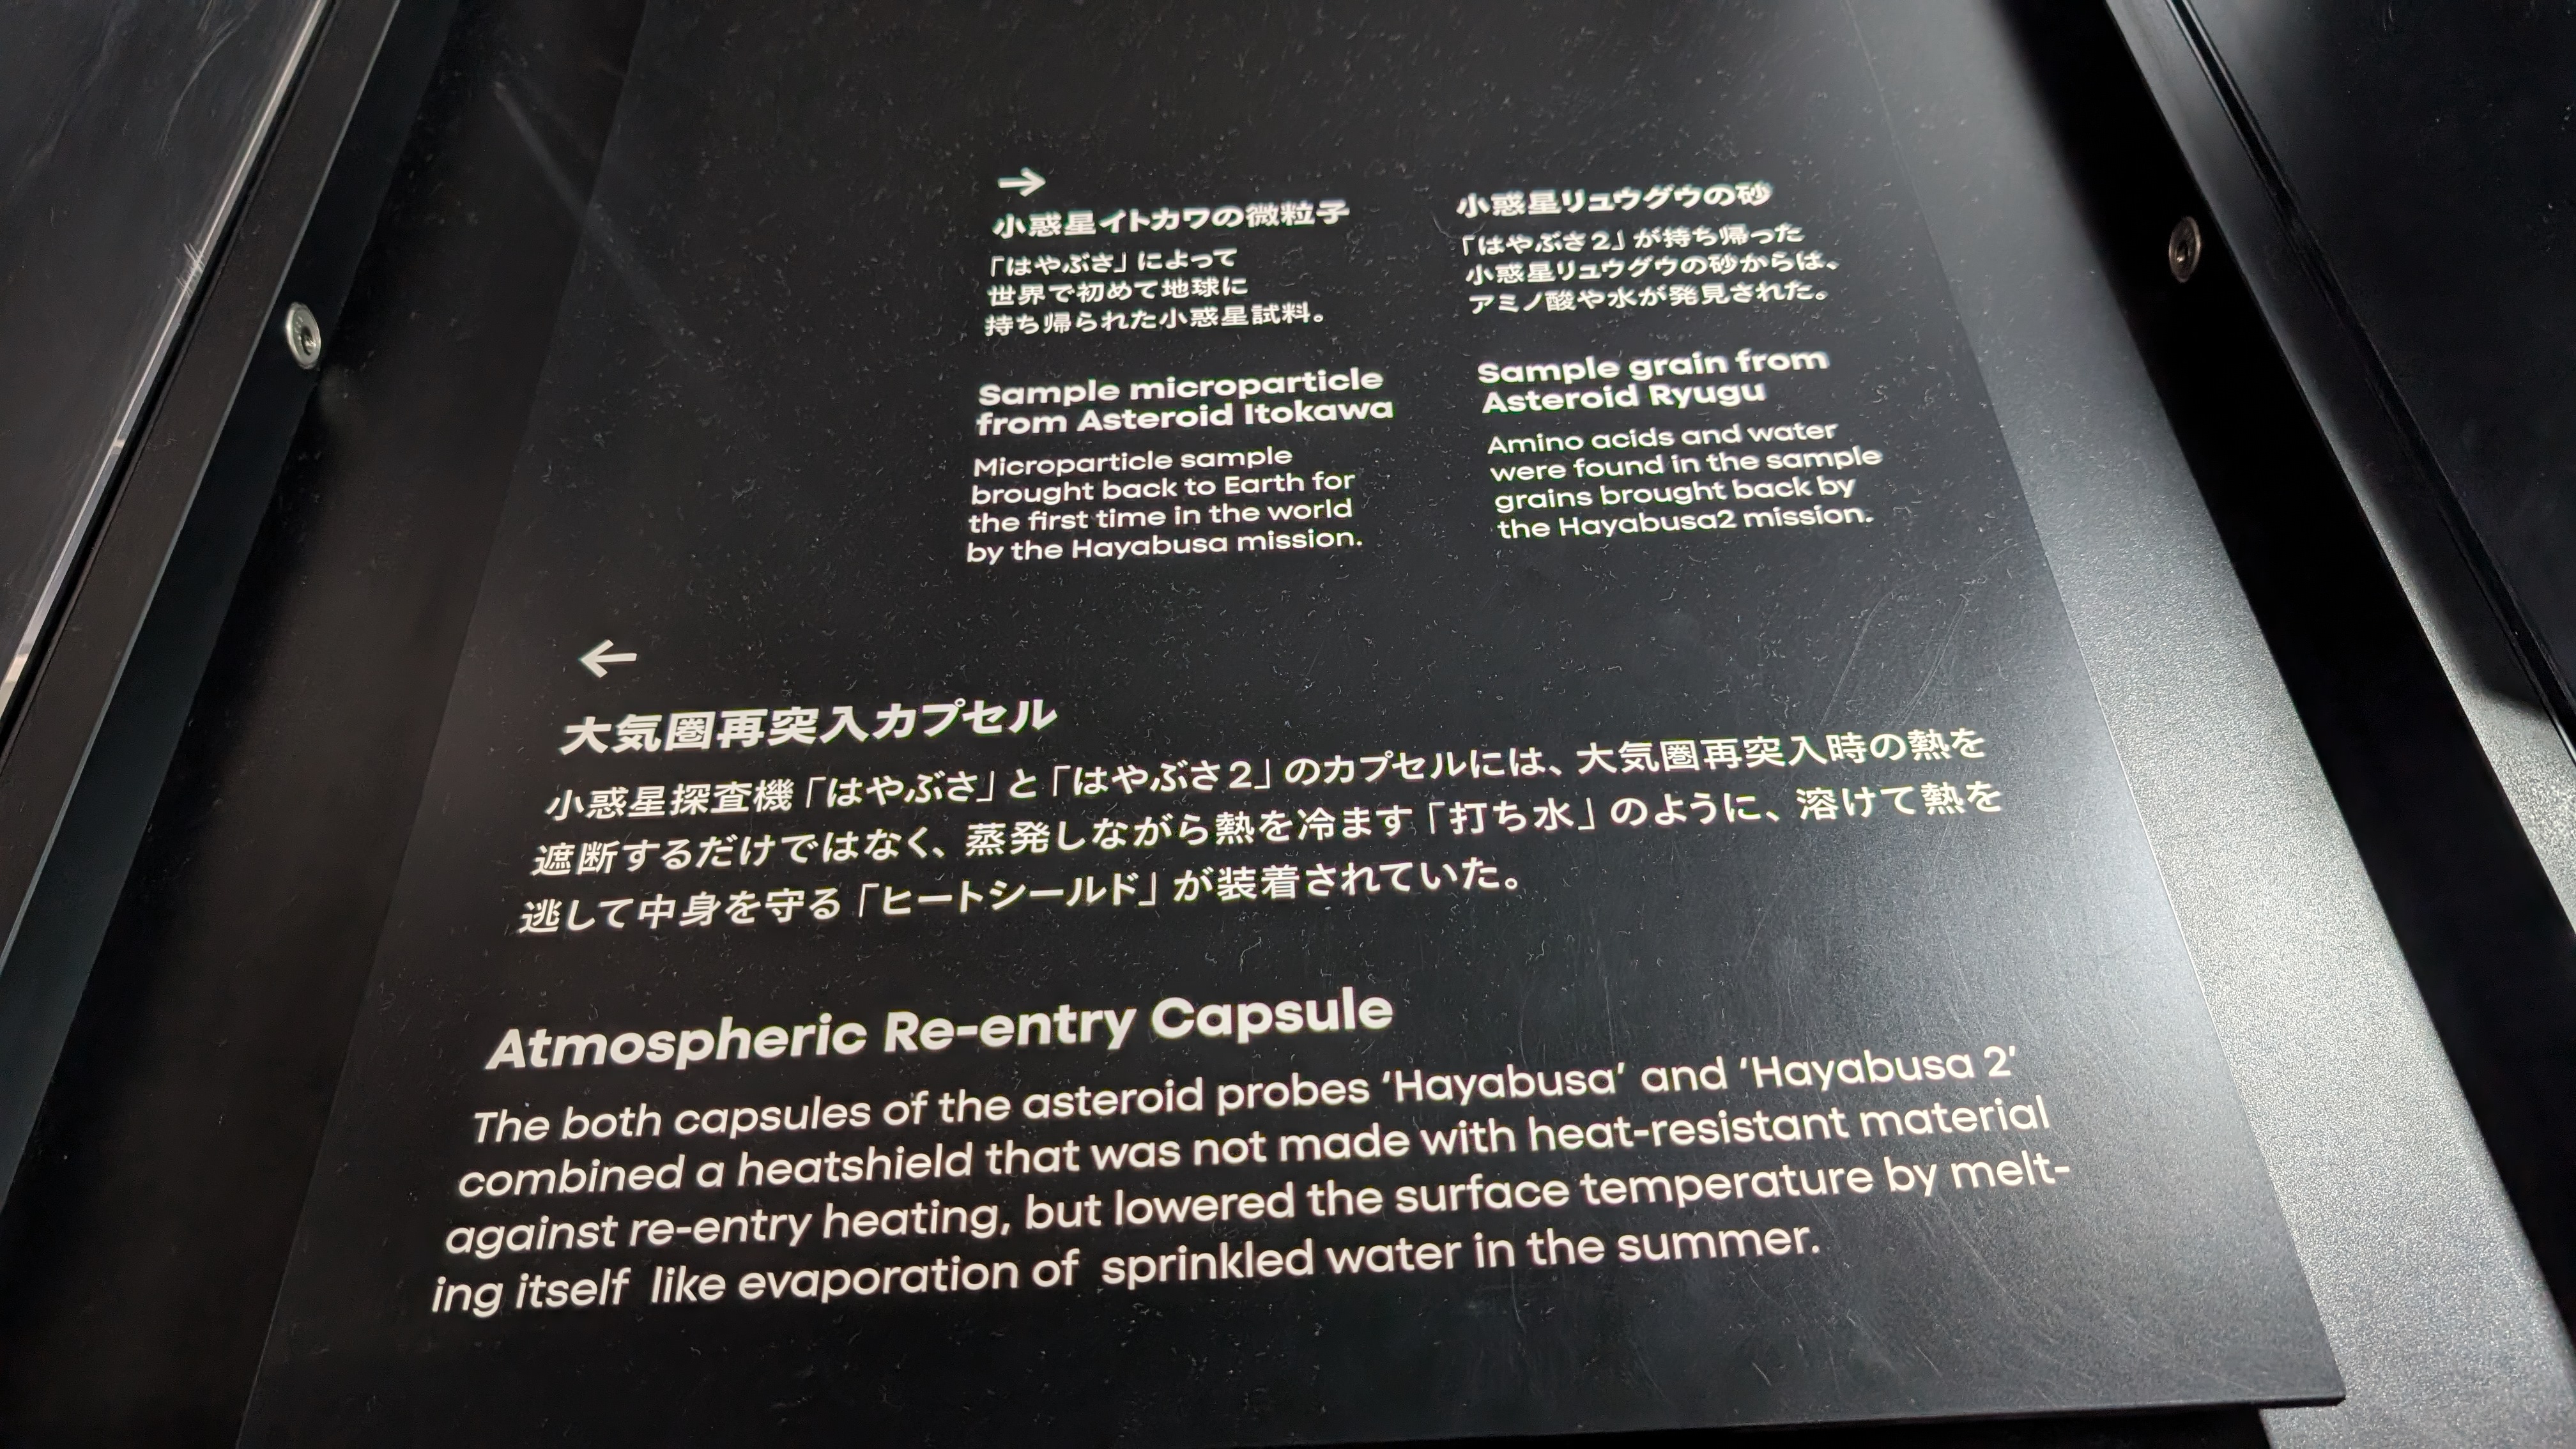 →
小惑星イトカワの微粒子
「はやぶさ」によって
世界で初めて地球に
持ち帰られた小惑星試料。
Sample microparticle
from Asteroid Itokawa
Microparticle sample
brought back to Earth for
the first time in the world
by the Hayabusa mission.
小惑星リュウグウの砂
「はやぶさ2」が持ち帰った
小惑星リュウグウの砂からは、
アミノ酸や水が発見された。
Sample grain from
Asteroid Ryugu
Amino acids and water
were found in the sample
grains brought back by
the Hayabusa2 mission.
←
大気圏再突入カプセル
小惑星探査機「はやぶさ」と「はやぶさ2」のカプセルには、大気圏再突入時の熱を
遮断するだけではなく、蒸発しながら熱を冷ます「打ち水」のように、溶けて熱を
逃して中身を守る「ヒートシールド」が装着されていた。
Atmospheric Re-entry Capsule
The both capsules of the asteroid probes ‘Hayabusa’ and ‘Hayabusa 2’
combined a heatshield that was not made with heat-resistant material
against re-entry heating, but lowered the surface temperature by melt-
ing itself like evaporation of sprinkled water in the summer.